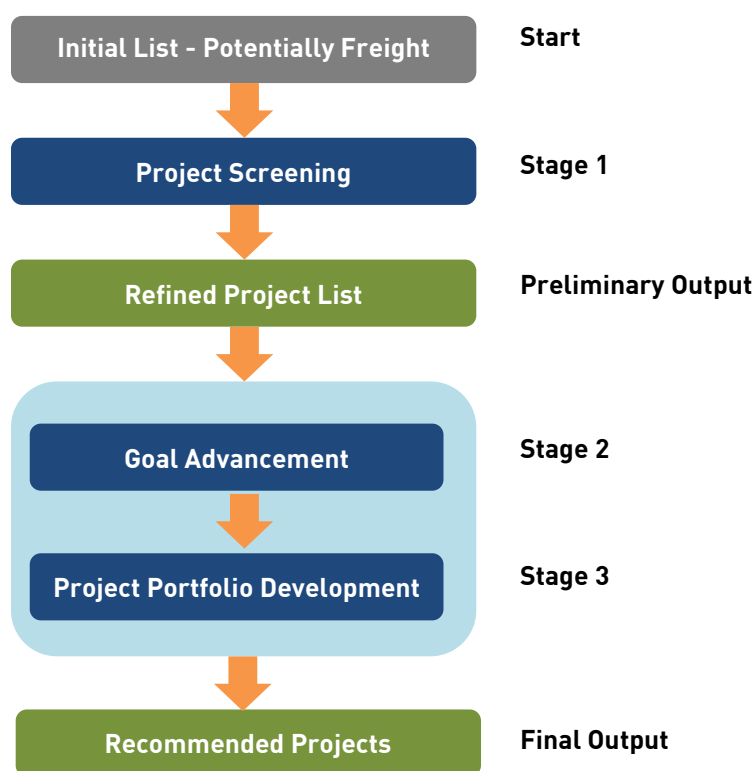 Initial List - Potentially Freight
Start
Project Screening
Stage 1
Refined Project List
Preliminary Output
Goal Advancement
Stage 2
Project Portfolio Development
Stage 3
Recommended Projects
Final Output